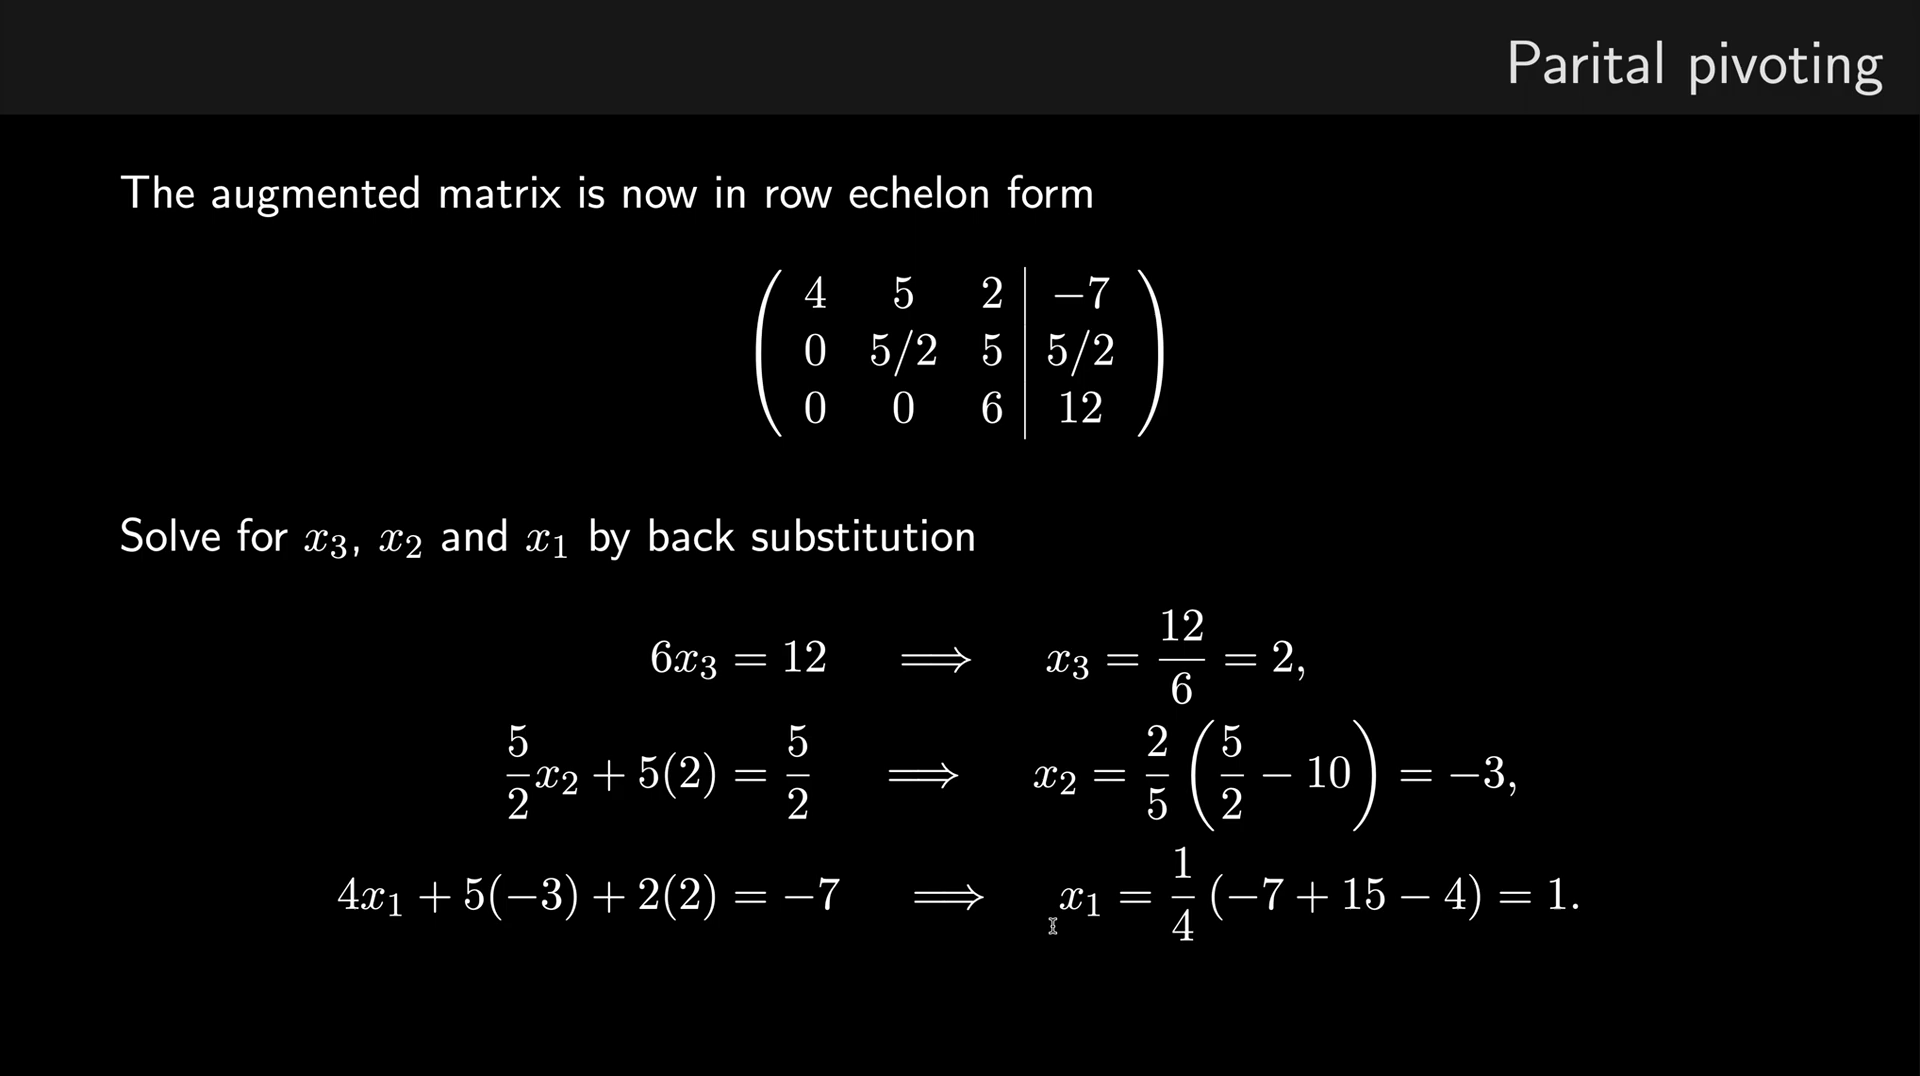 Parital pivoting
The augmented matrix is now in row echelon form
4 5 2 | −7
0 5/2 5 | 5/2
0 0 6 | 12
Solve for x₃, x₂ and x₁ by back substitution
6x₃ = 12 ⟹ x₃ = 12/6 = 2,
5/2 x₂ + 5(2) = 5/2 ⟹ x₂ = 2/5 (5/2 − 10) = −3,
4x₁ + 5(−3) + 2(2) = −7 ⟹ x₁ = 1/4 (−7 + 15 − 4) = 1.